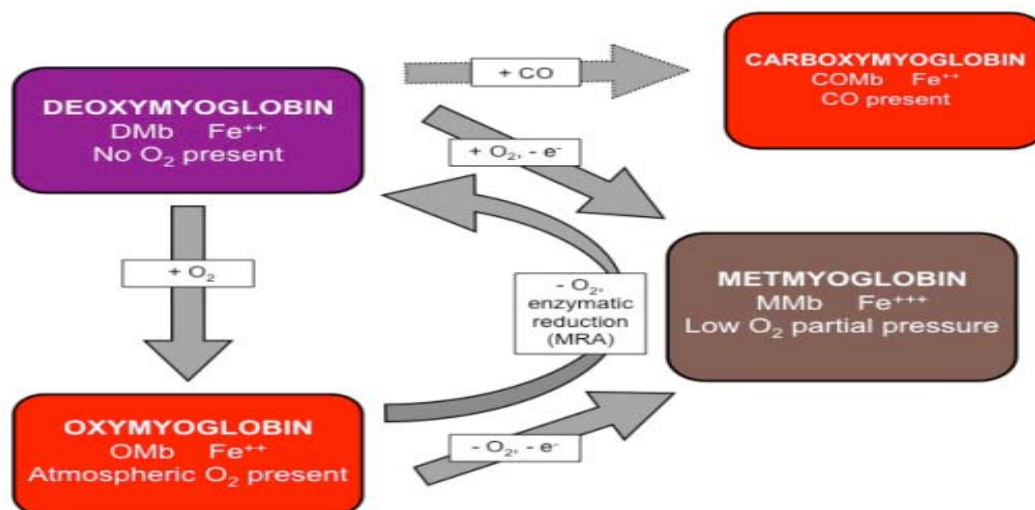 DEOXYMYOGLOBIN
DMb Fe⁺⁺
No O₂ present
+ CO
CARBOXYMYOGLOBIN
COMb Fe⁺⁺
CO present
+ O₂, - e⁻
+ O₂
- O₂,
enzymatic
reduction
(MRA)
METMYOGLOBIN
MMb Fe⁺⁺⁺
Low O₂ partial pressure
OXYMYOGLOBIN
OMb Fe⁺⁺
Atmospheric O₂ present
- O₂, - e⁻